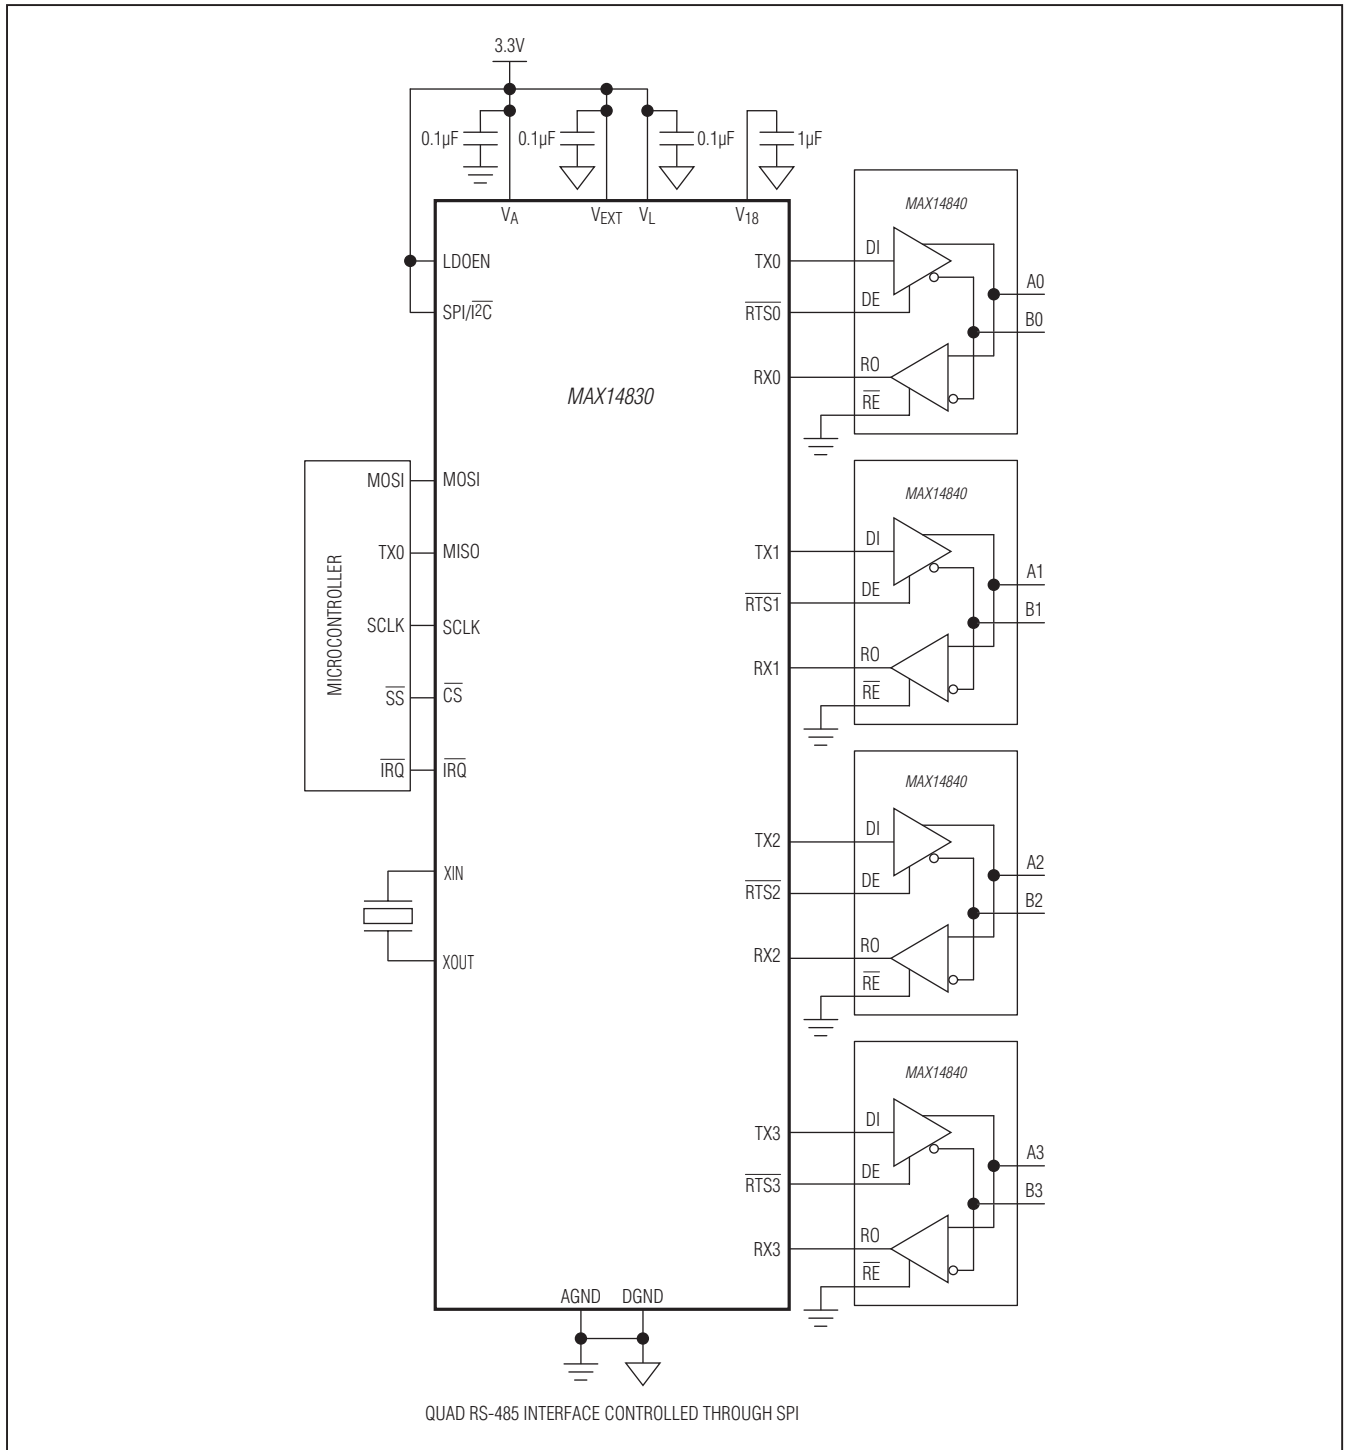 3.3V
0.1µF 0.1µF 0.1µF 1µF
VA VEXT VL V18
LDOEN
SPI/I2C
MAX14830
MICROCONTROLLER
MOSI MOSI
TX0 MISO
SCLK SCLK
SS CS
IRQ IRQ
XIN
XOUT
AGND DGND
TX0
RTS0
RX0
MAX14840
DI
DE
RO
RE
A0
B0
TX1
RTS1
RX1
MAX14840
DI
DE
RO
RE
A1
B1
TX2
RTS2
RX2
MAX14840
DI
DE
RO
RE
A2
B2
TX3
RTS3
RX3
MAX14840
DI
DE
RO
RE
A3
B3
QUAD RS-485 INTERFACE CONTROLLED THROUGH SPI